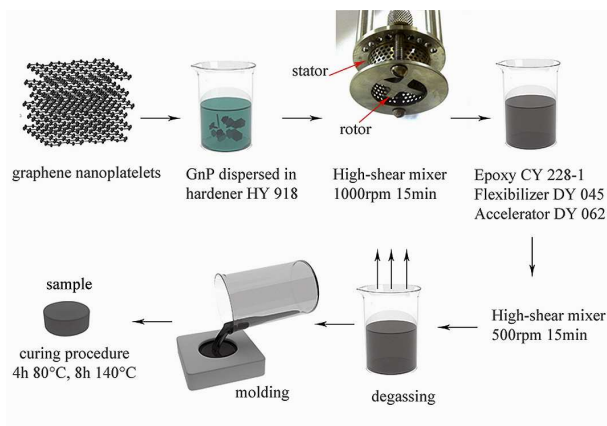 stator
rotor
graphene nanoplatelets
GnP dispersed in
hardener HY 918
High-shear mixer
1000rpm 15min
Epoxy CY 228-1
Flexibilizer DY 045
Accelerator DY 062
High-shear mixer
500rpm 15min
degassing
molding
sample
curing procedure
4h 80°C, 8h 140°C